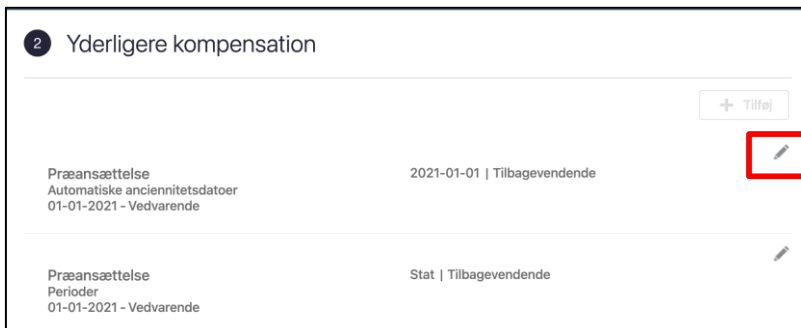 2 Yderligere kompensation
+ Tilføj
Præansættelse
Automatiske anciennitetsdatoer
01-01-2021 - Vedvarende
2021-01-01 | Tilbagevendende
Præansættelse
Perioder
01-01-2021 - Vedvarende
Stat | Tilbagevendende